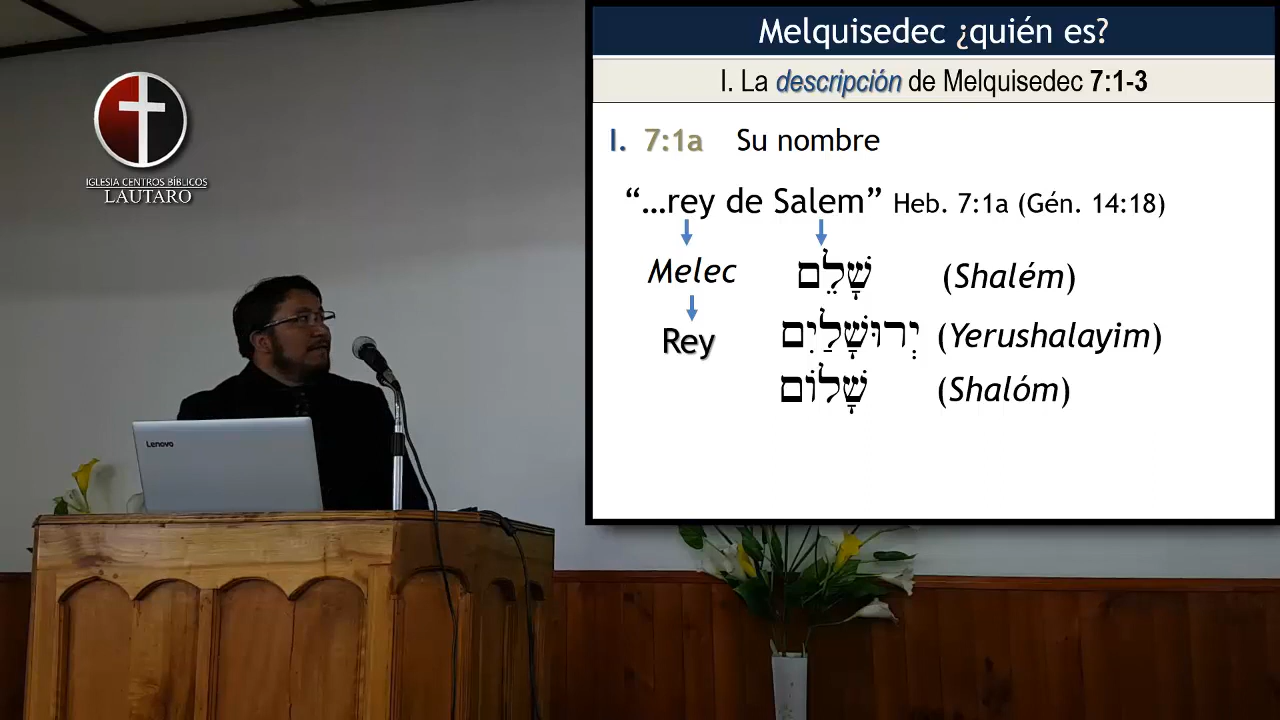 IGLESIA CENTROS BÍBLICOS
LAUTARO
Lenovo
Melquisedec ¿quién es?
I. La descripción de Melquisedec 7:1-3
I. 7:1a Su nombre
“…rey de Salem” Heb. 7:1a (Gén. 14:18)
Melec שָׁלֵם (Shalém)
Rey יְרוּשָׁלַיִם (Yerushalayim)
שָׁלוֹם (Shalóm)